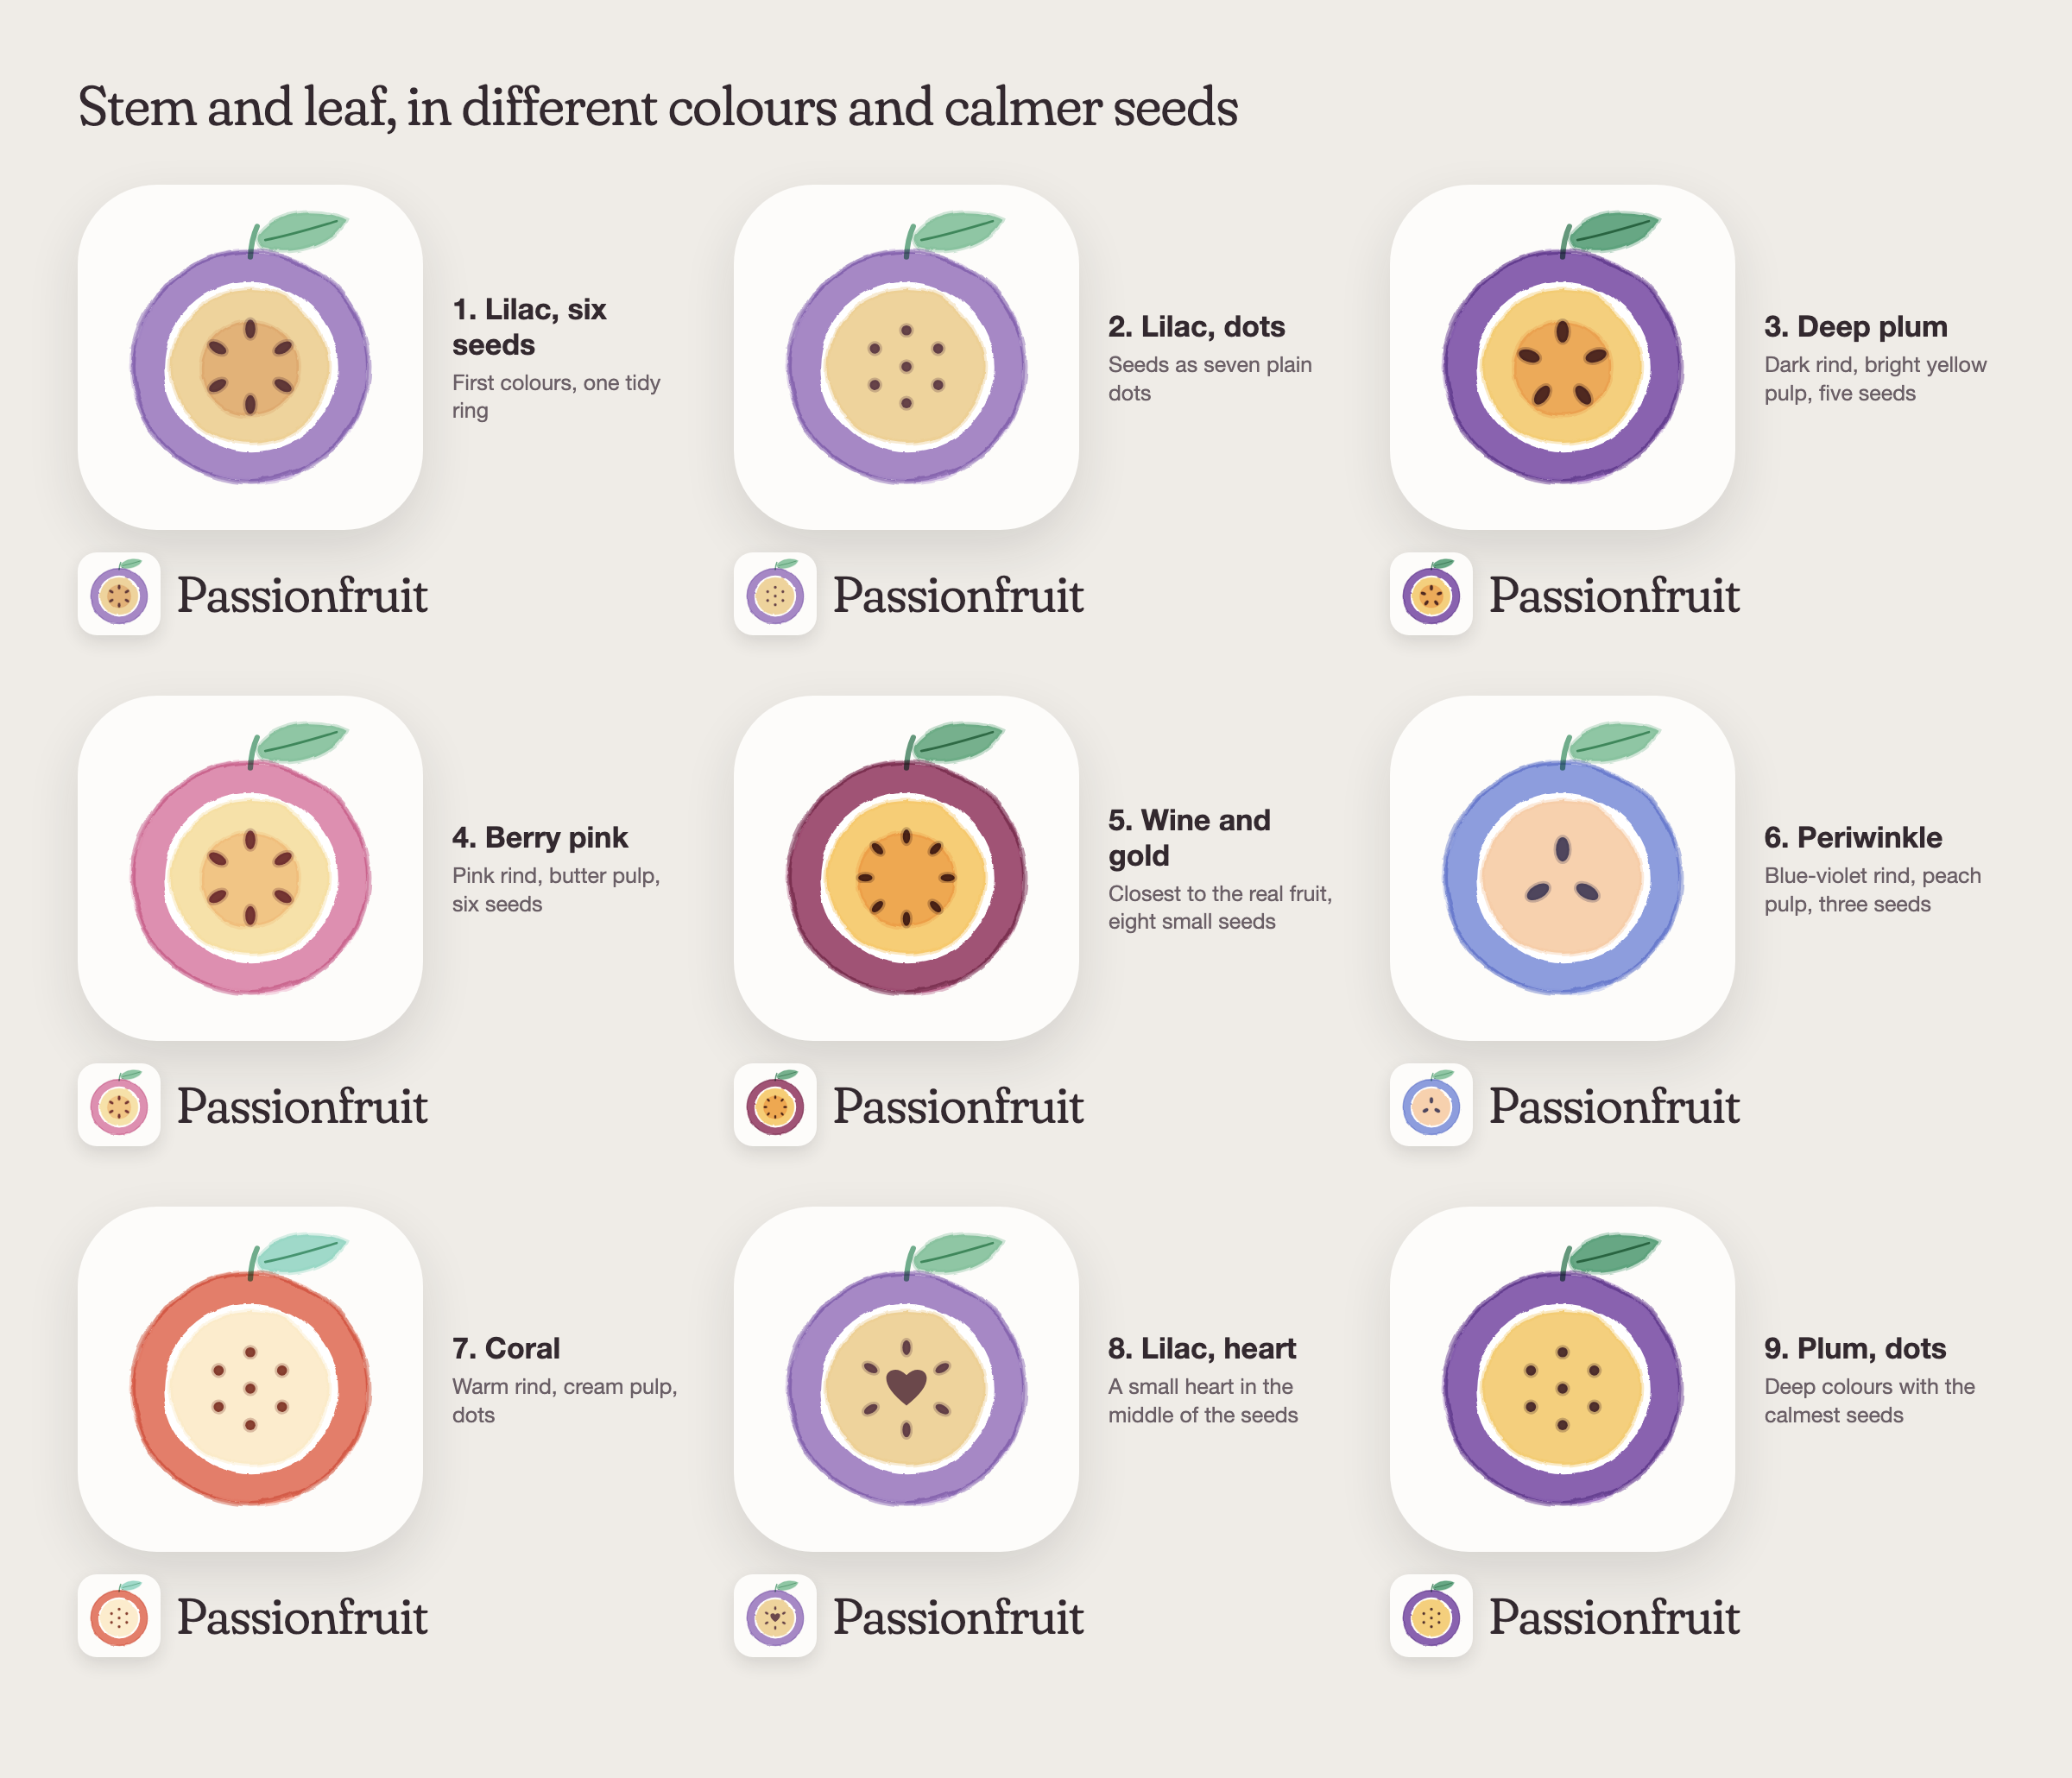 Stem and leaf, in different colours and calmer seeds
1. Lilac, six
seeds
First colours, one tidy
ring
Passionfruit
2. Lilac, dots
Seeds as seven plain
dots
Passionfruit
3. Deep plum
Dark rind, bright yellow
pulp, five seeds
Passionfruit
4. Berry pink
Pink rind, butter pulp,
six seeds
Passionfruit
5. Wine and
gold
Closest to the real fruit,
eight small seeds
Passionfruit
6. Periwinkle
Blue-violet rind, peach
pulp, three seeds
Passionfruit
7. Coral
Warm rind, cream pulp,
dots
Passionfruit
8. Lilac, heart
A small heart in the
middle of the seeds
Passionfruit
9. Plum, dots
Deep colours with the
calmest seeds
Passionfruit